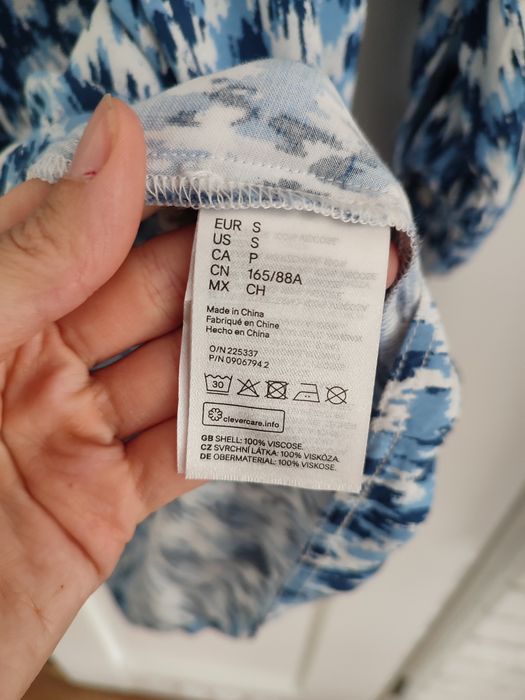 EUR S
US S
CA P
CN 165/88A
MX CH
Made in China
Fabriqué en Chine
Hecho en China
O/N 225337
P/N 0906794 2
30
clevercare.info
GB SHELL: 100% VISCOSE.
CZ SVRCHNÍ LÁTKA: 100% VISKÓZA.
DE OBERMATERIAL: 100% VISKOSE.